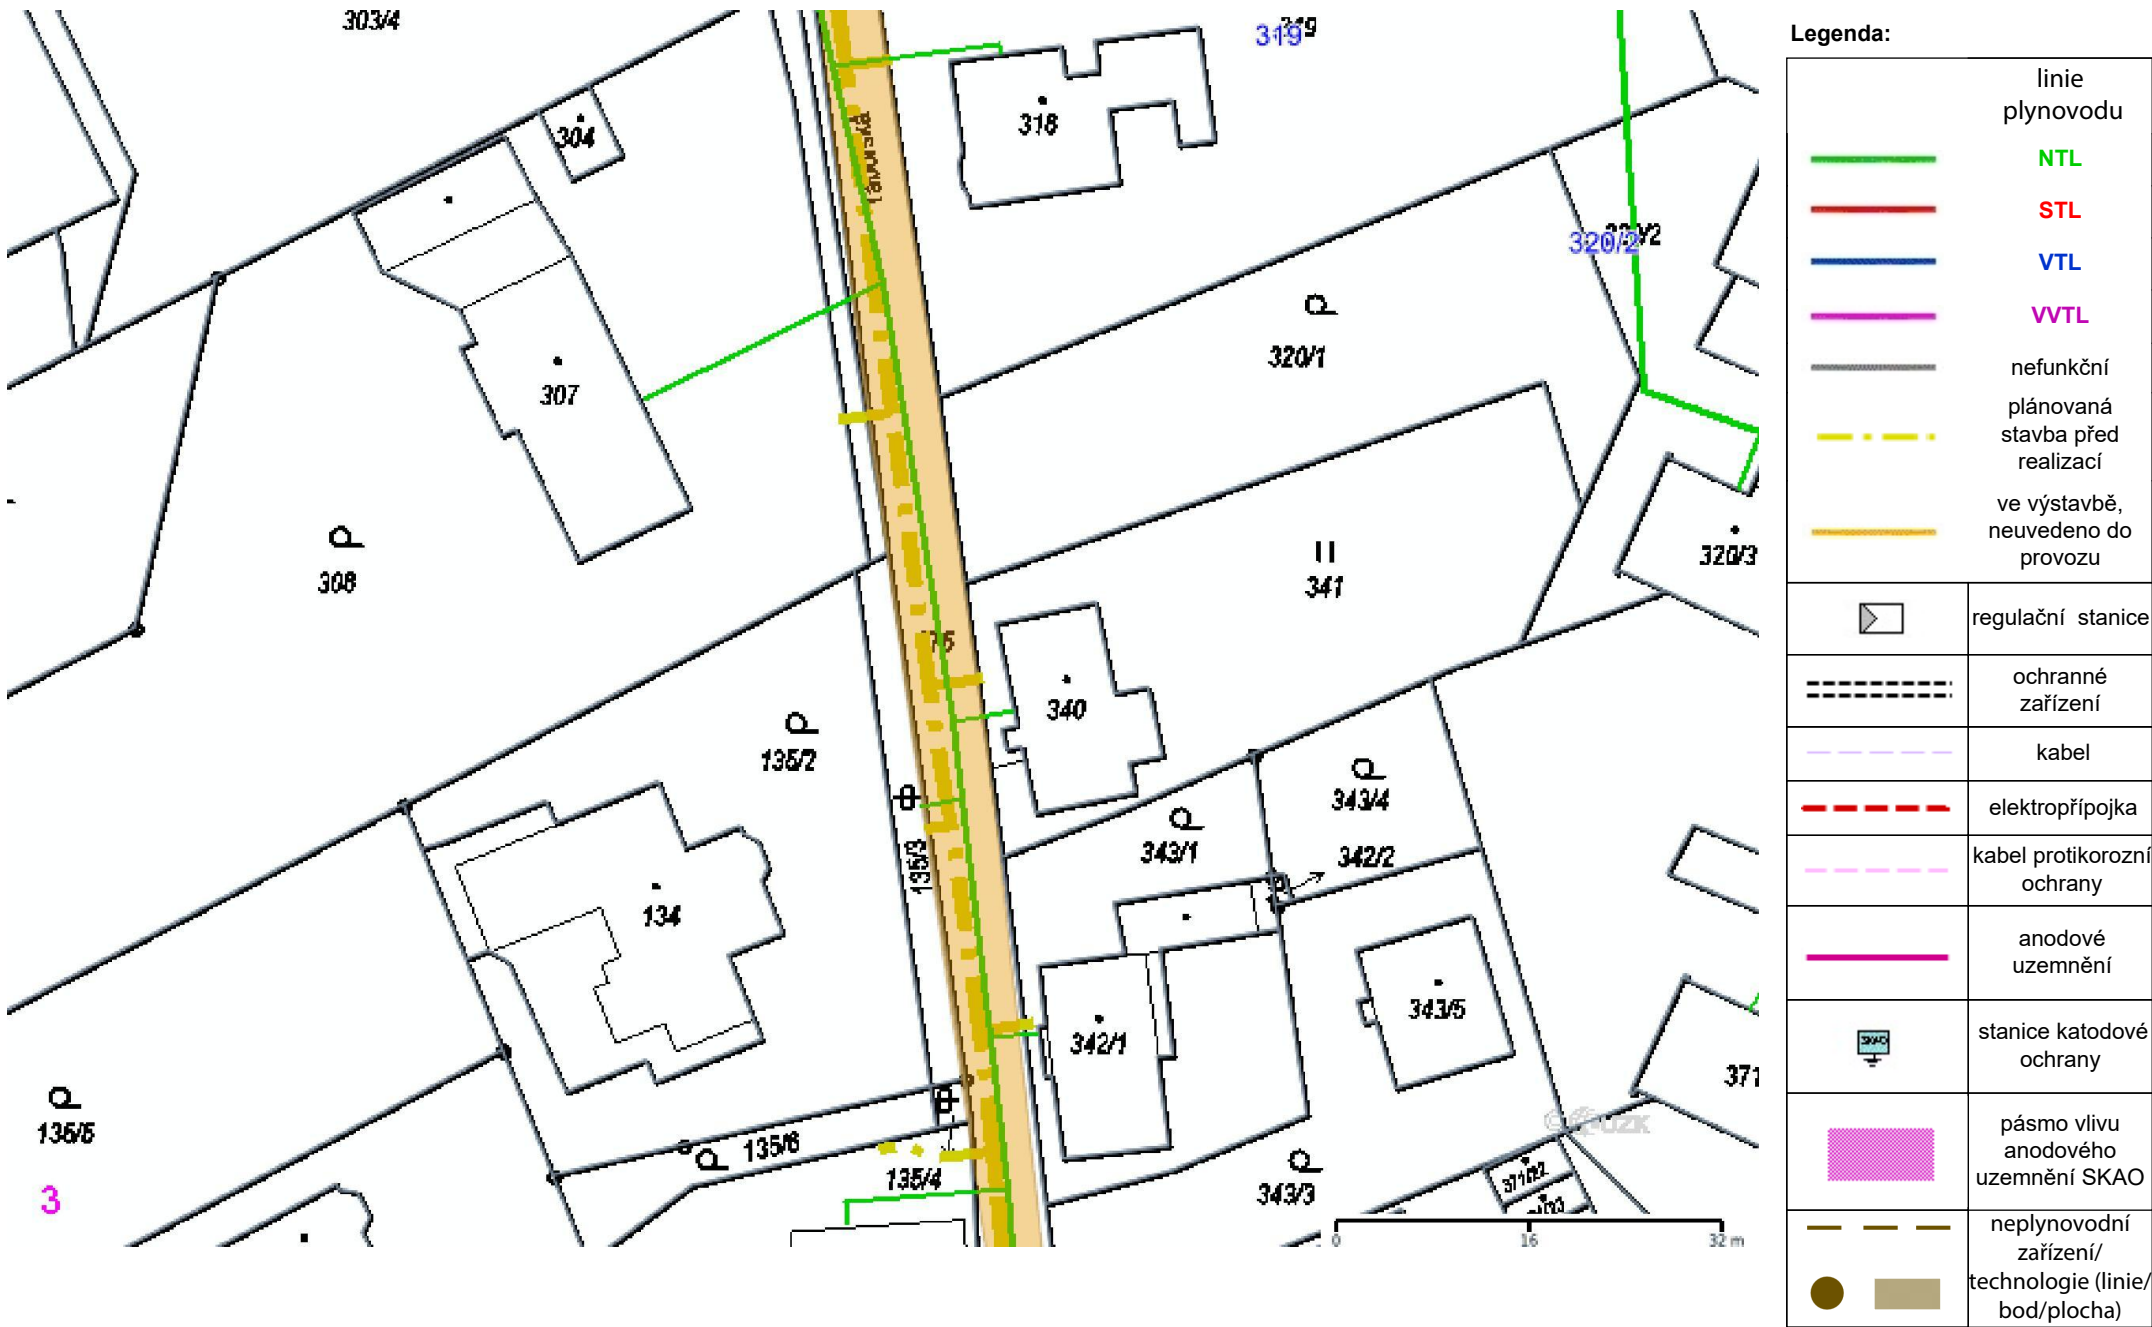 303/4
319
319
Legenda:
linie
plynovodu
NTL
STL
VTL
VVTL
nefunkční
plánovaná
stavba před
realizací
ve výstavbě,
neuvedeno do
provozu
regulační stanice
ochranné
zařízení
kabel
elektropřípojka
kabel protikorozní
ochrany
anodové
uzemnění
SKAO
stanice katodové
ochrany
pásmo vlivu
anodového
uzemnění SKAO
neplynovodní
zařízení/
technologie (linie/
bod/plocha)
304
318
320/2
307
320/1
308
341
320/3
340
135/2
343/4
343/1
342/2
135/3
134
342/1
343/5
371
136/5
135/6
135/4
343/3
371/22
3
0 16 32 m